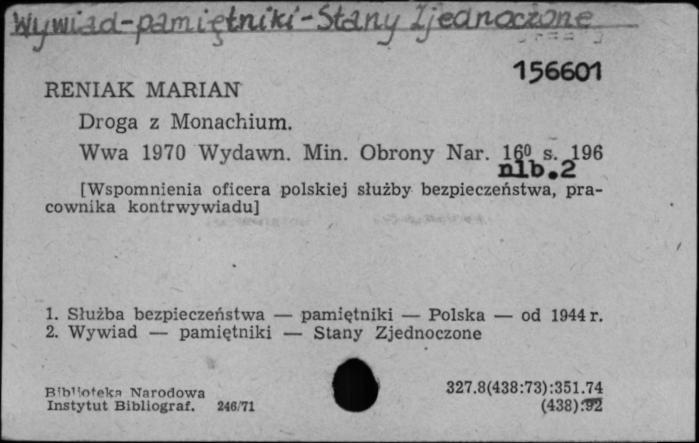 Wywiad-pamiętniki-Stany Zjednoczone
156601
RENIAK MARIAN
Droga z Monachium.
Wwa 1970 Wydawn. Min. Obrony Nar. 16⁰ s. 196
nlb.2
[Wspomnienia oficera polskiej służby bezpieczeństwa, pra-
cownika kontrwywiadu]
1. Służba bezpieczeństwa — pamiętniki — Polska — od 1944 r.
2. Wywiad — pamiętniki — Stany Zjednoczone
Biblioteka Narodowa
Instytut Bibliograf. 246/71
327.8(438:73):351.74
(438):92